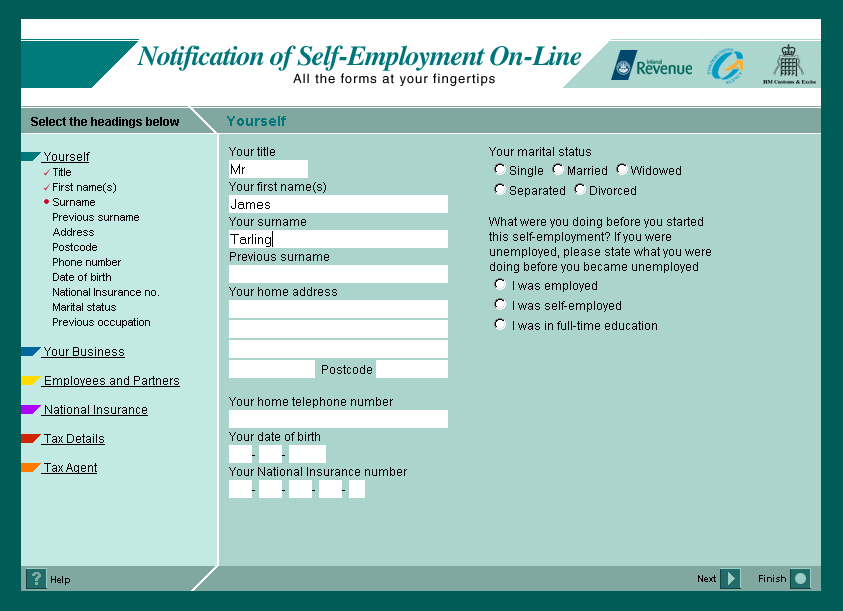 Notification of Self-Employment On-Line
All the forms at your fingertips
Inland
Revenue
HM Customs & Excise
Select the headings below
Yourself
Yourself
Title
First name(s)
Surname
Previous surname
Address
Postcode
Phone number
Date of birth
National Insurance no.
Marital status
Previous occupation
Your Business
Employees and Partners
National Insurance
Tax Details
Tax Agent
Your title
Mr
Your first name(s)
James
Your surname
Tarling
Previous surname
Your home address
Postcode
Your home telephone number
Your date of birth
- -
Your National Insurance number
- - - -
Your marital status
Single Married Widowed
Separated Divorced
What were you doing before you started
this self-employment? If you were
unemployed, please state what you were
doing before you became unemployed
I was employed
I was self-employed
I was in full-time education
? Help
Next Finish